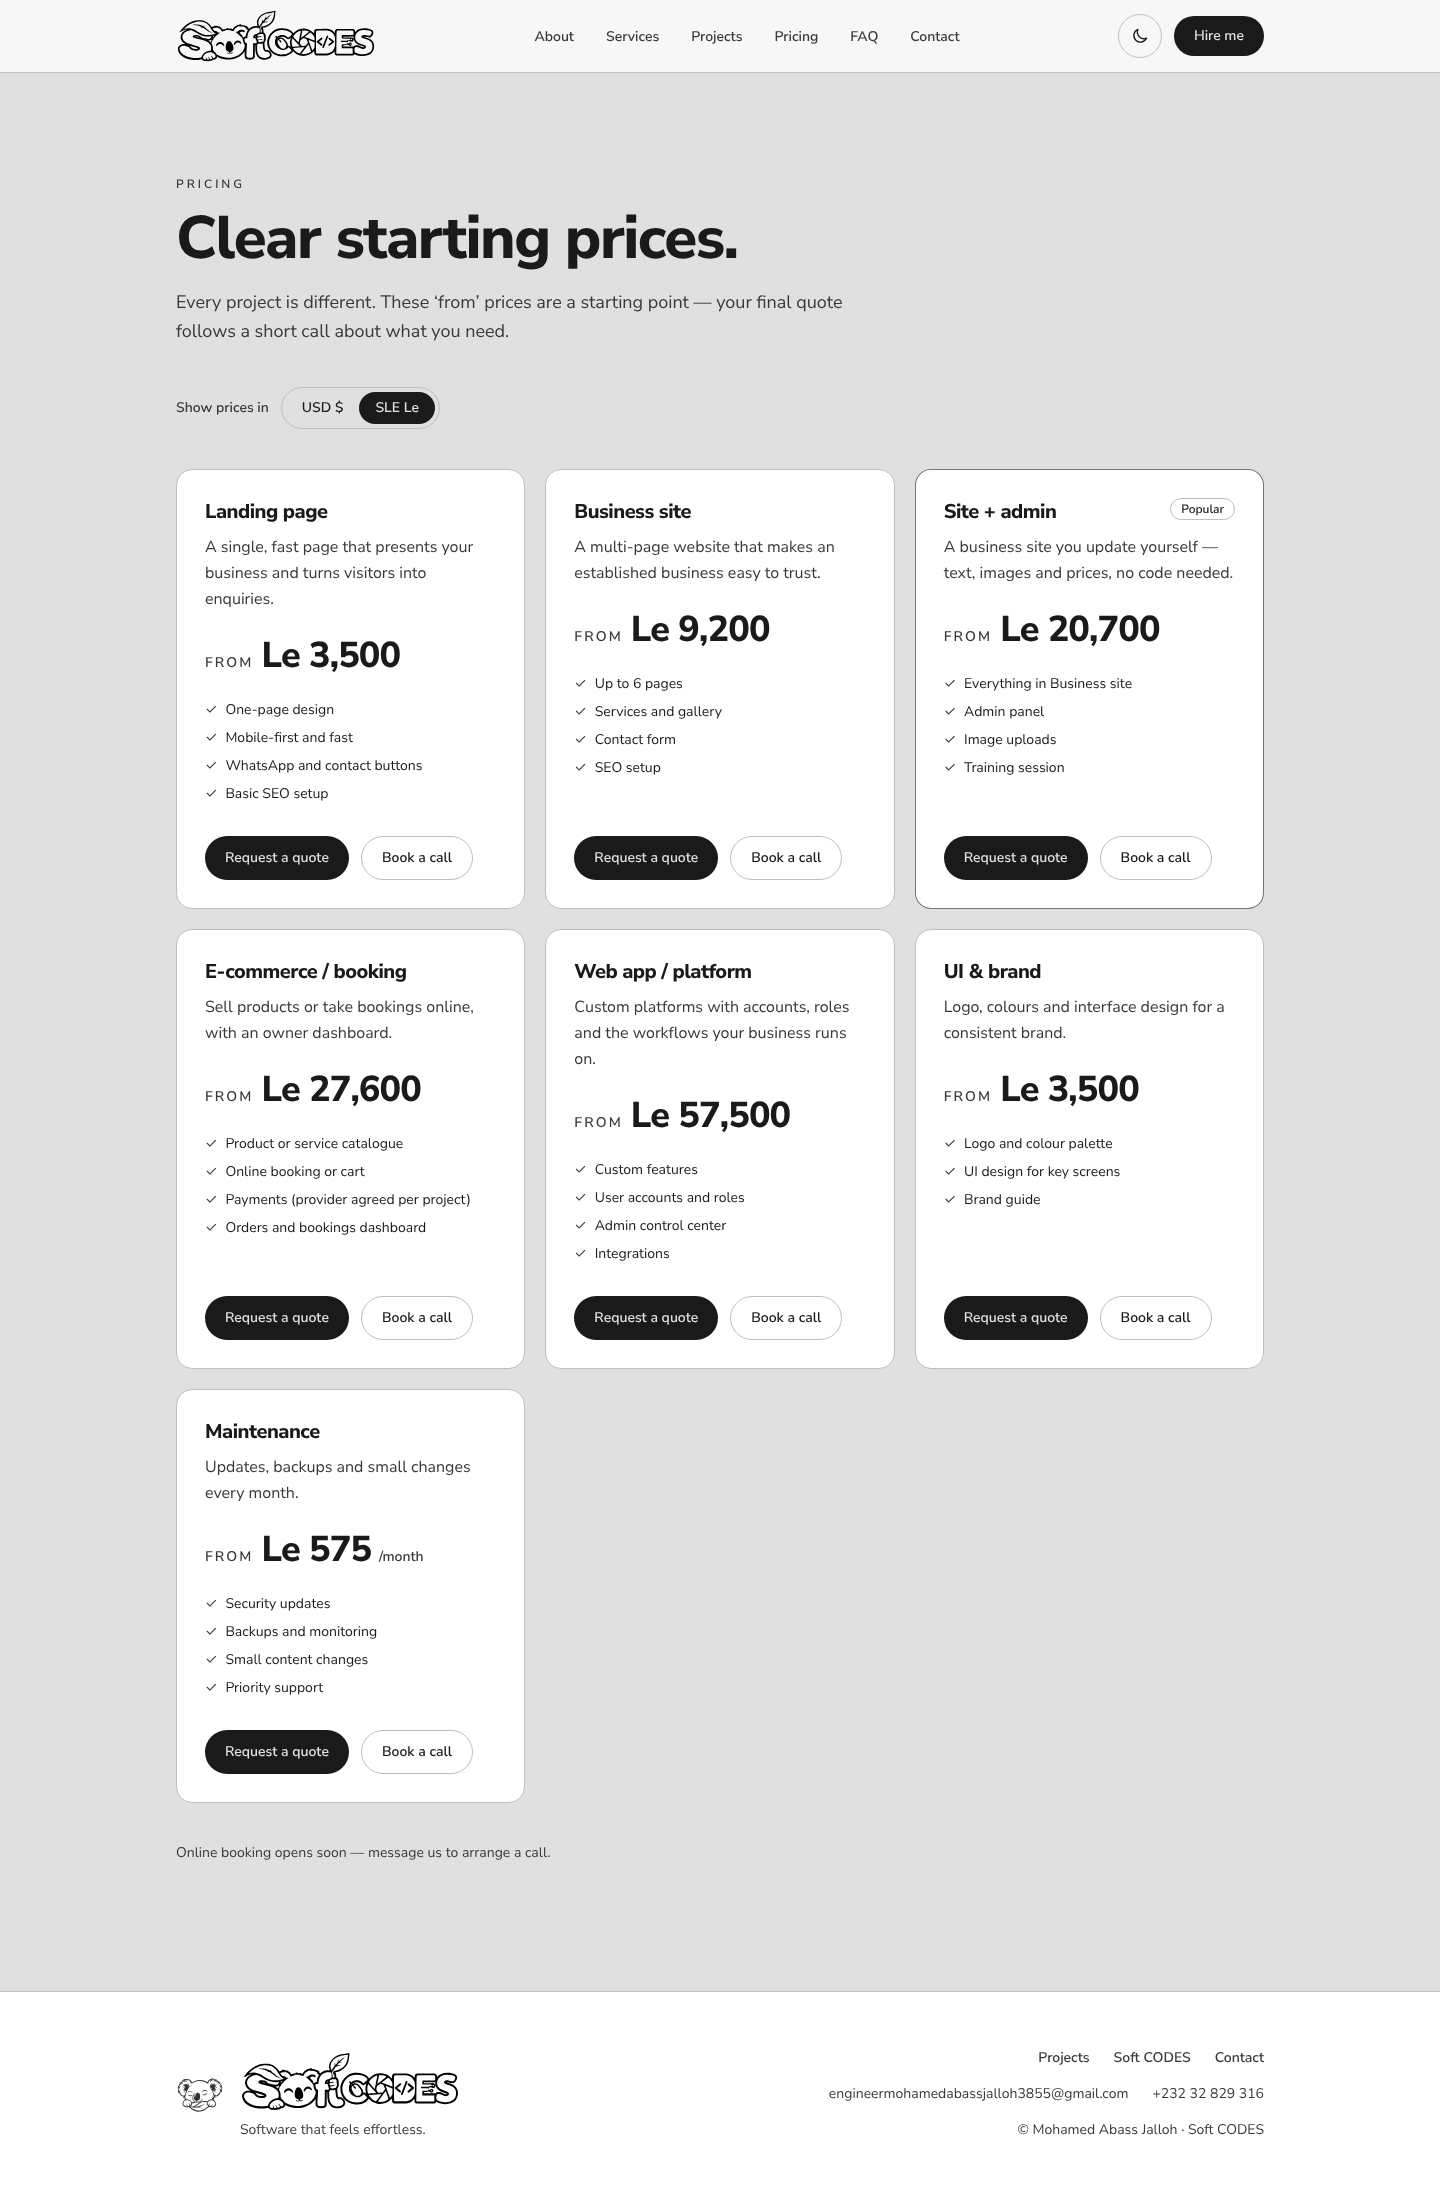 Soft CODES
About
Services
Projects
Pricing
FAQ
Contact
Hire me
PRICING
Clear starting prices.
Every project is different. These ‘from’ prices are a starting point — your final quote
follows a short call about what you need.
Show prices in
USD $
SLE Le
Landing page
A single, fast page that presents your
business and turns visitors into
enquiries.
FROM Le 3,500
One-page design
Mobile-first and fast
WhatsApp and contact buttons
Basic SEO setup
Request a quote
Book a call
Business site
A multi-page website that makes an
established business easy to trust.
FROM Le 9,200
Up to 6 pages
Services and gallery
Contact form
SEO setup
Request a quote
Book a call
Site + admin
Popular
A business site you update yourself —
text, images and prices, no code needed.
FROM Le 20,700
Everything in Business site
Admin panel
Image uploads
Training session
Request a quote
Book a call
E-commerce / booking
Sell products or take bookings online,
with an owner dashboard.
FROM Le 27,600
Product or service catalogue
Online booking or cart
Payments (provider agreed per project)
Orders and bookings dashboard
Request a quote
Book a call
Web app / platform
Custom platforms with accounts, roles
and the workflows your business runs
on.
FROM Le 57,500
Custom features
User accounts and roles
Admin control center
Integrations
Request a quote
Book a call
UI & brand
Logo, colours and interface design for a
consistent brand.
FROM Le 3,500
Logo and colour palette
UI design for key screens
Brand guide
Request a quote
Book a call
Maintenance
Updates, backups and small changes
every month.
FROM Le 575 /month
Security updates
Backups and monitoring
Small content changes
Priority support
Request a quote
Book a call
Online booking opens soon — message us to arrange a call.
Soft CODES
Software that feels effortless.
Projects
Soft CODES
Contact
engineermohamedabassjalloh3855@gmail.com
+232 32 829 316
© Mohamed Abass Jalloh · Soft CODES